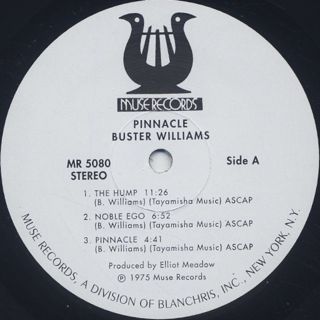 MUSE RECORDS
PINNACLE
BUSTER WILLIAMS
MR 5080
STEREO
Side A
1. THE HUMP 11:26
(B. Williams) (Tayamisha Music) ASCAP
2. NOBLE EGO 6:52
(B. Williams) (Tayamisha Music) ASCAP
3. PINNACLE 4:41
(B. Williams) (Tayamisha Music) ASCAP
Produced by Elliot Meadow
℗ 1975 Muse Records
MUSE RECORDS, A DIVISION OF BLANCHRIS, INC., NEW YORK, N.Y.